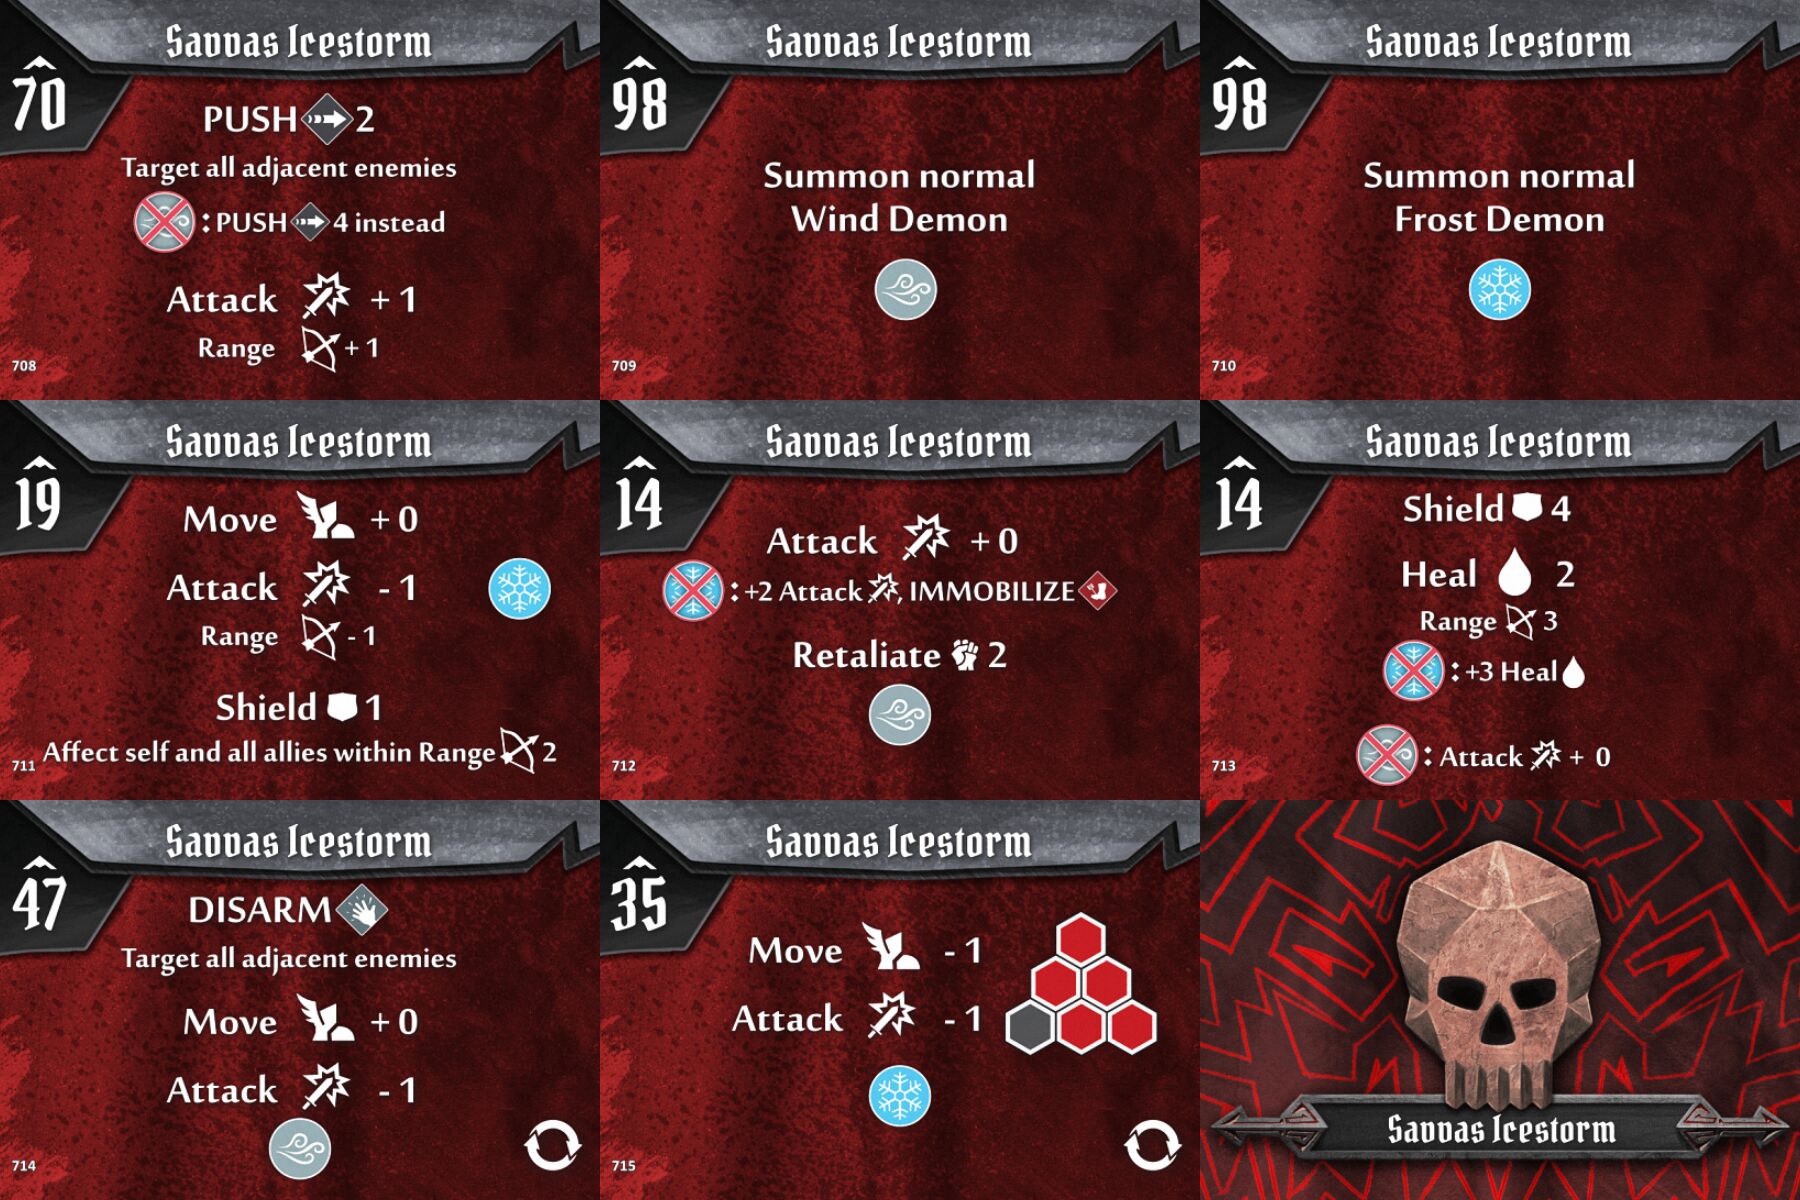 Savvas Icestorm
70
PUSH 2
Target all adjacent enemies
: PUSH 4 instead
Attack + 1
Range + 1
708
Savvas Icestorm
98
Summon normal
Wind Demon
709
Savvas Icestorm
98
Summon normal
Frost Demon
710
Savvas Icestorm
19
Move + 0
Attack - 1
Range - 1
Shield 1
Affect self and all allies within Range 2
711
Savvas Icestorm
14
Attack + 0
: +2 Attack , IMMOBILIZE
Retaliate 2
712
Savvas Icestorm
14
Shield 4
Heal 2
Range 3
: +3 Heal
: Attack + 0
713
Savvas Icestorm
47
DISARM
Target all adjacent enemies
Move + 0
Attack - 1
714
Savvas Icestorm
35
Move - 1
Attack - 1
715
Savvas Icestorm